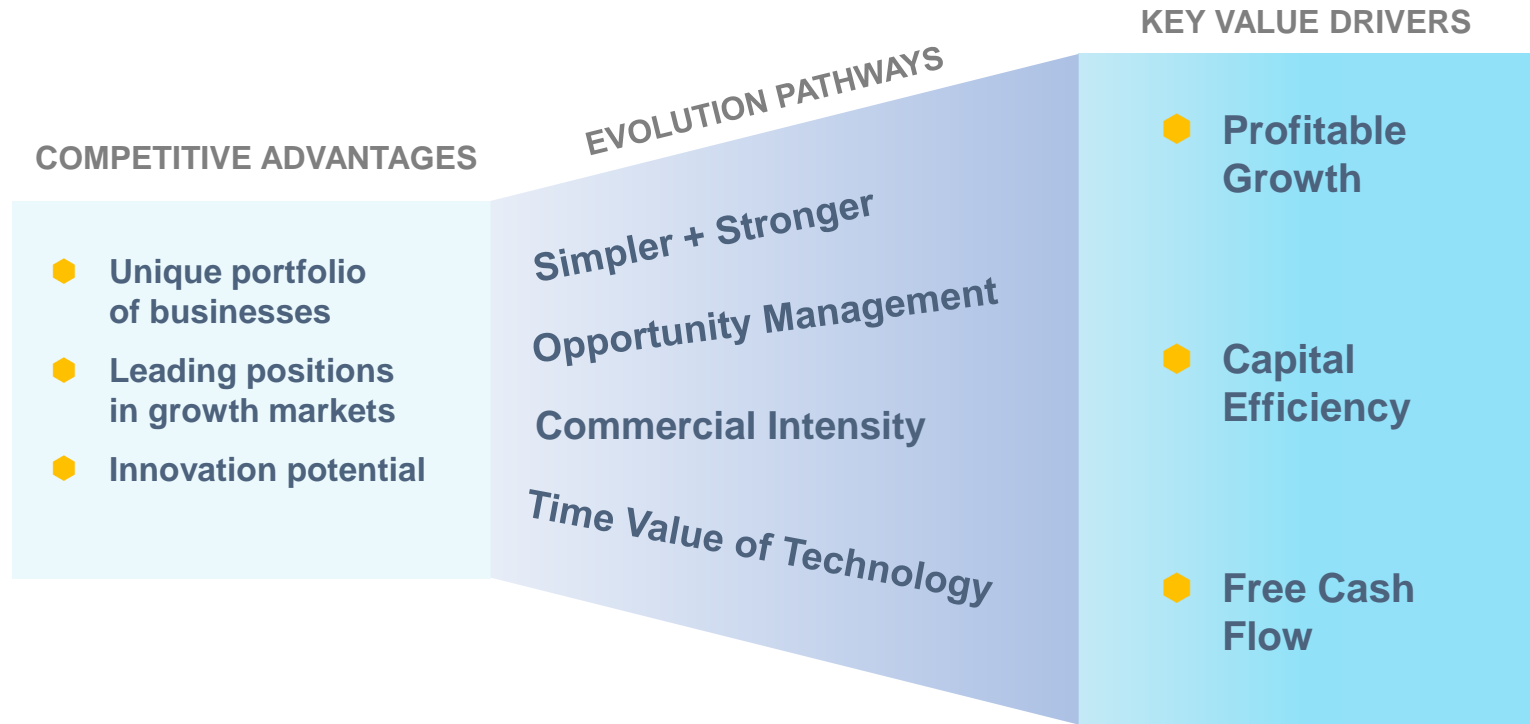 COMPETITIVE ADVANTAGES
Unique portfolio
of businesses
Leading positions
in growth markets
Innovation potential
EVOLUTION PATHWAYS
Simpler + Stronger
Opportunity Management
Commercial Intensity
Time Value of Technology
KEY VALUE DRIVERS
Profitable
Growth
Capital
Efficiency
Free Cash
Flow